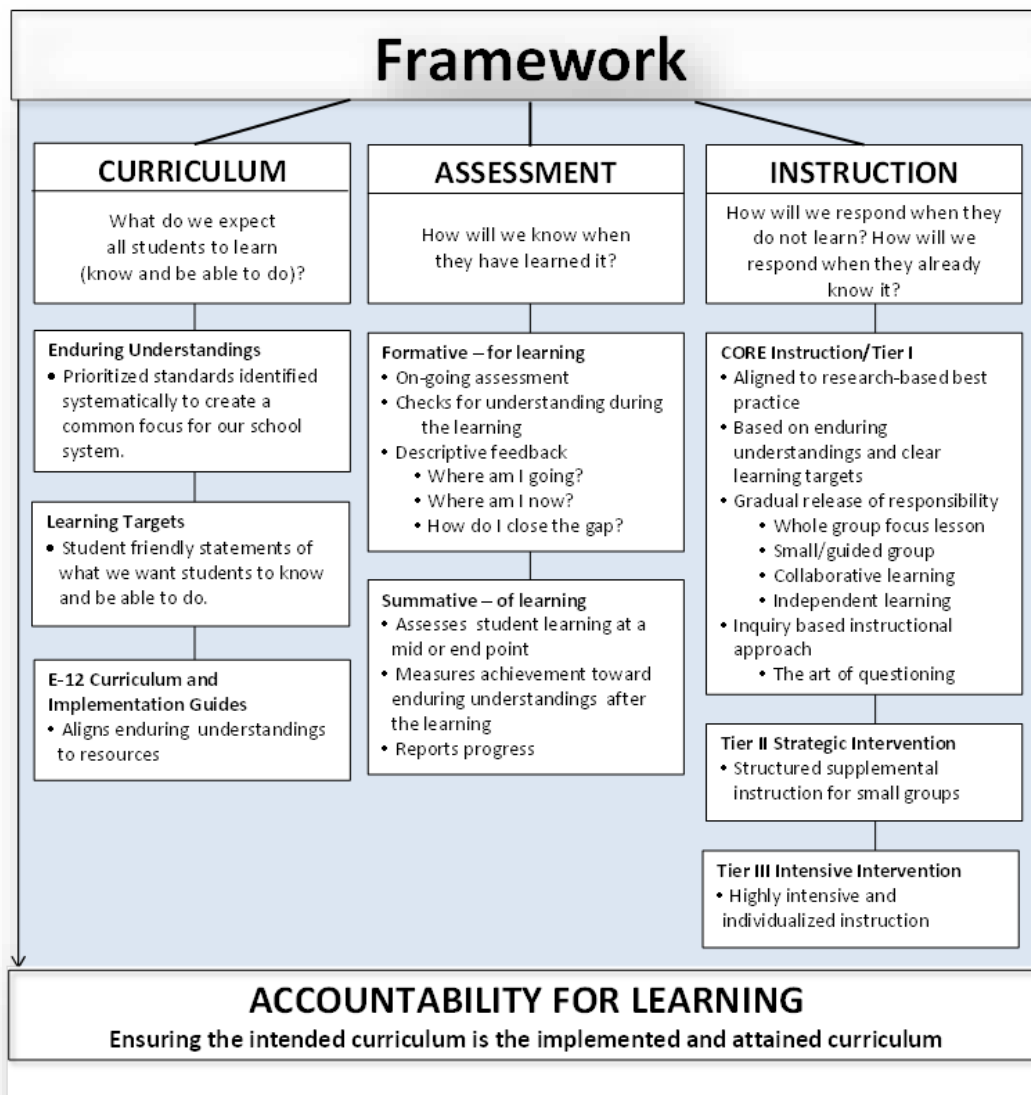 Framework
CURRICULUM
What do we expect
all students to learn
(know and be able to do)?
Enduring Understandings
• Prioritized standards identified
systematically to create a
common focus for our school
system.
Learning Targets
• Student friendly statements of
what we want students to know
and be able to do.
E-12 Curriculum and
Implementation Guides
• Aligns enduring understandings
to resources
ASSESSMENT
How will we know when
they have learned it?
Formative – for learning
• On-going assessment
• Checks for understanding during
the learning
• Descriptive feedback
• Where am I going?
• Where am I now?
• How do I close the gap?
Summative – of learning
• Assesses student learning at a
mid or end point
• Measures achievement toward
enduring understandings after
the learning
• Reports progress
INSTRUCTION
How will we respond when they
do not learn? How will we
respond when they already
know it?
CORE Instruction/Tier I
• Aligned to research-based best
practice
• Based on enduring
understandings and clear
learning targets
• Gradual release of responsibility
• Whole group focus lesson
• Small/guided group
• Collaborative learning
• Independent learning
• Inquiry based instructional
approach
• The art of questioning
Tier II Strategic Intervention
• Structured supplemental
instruction for small groups
Tier III Intensive Intervention
• Highly intensive and
individualized instruction
ACCOUNTABILITY FOR LEARNING
Ensuring the intended curriculum is the implemented and attained curriculum